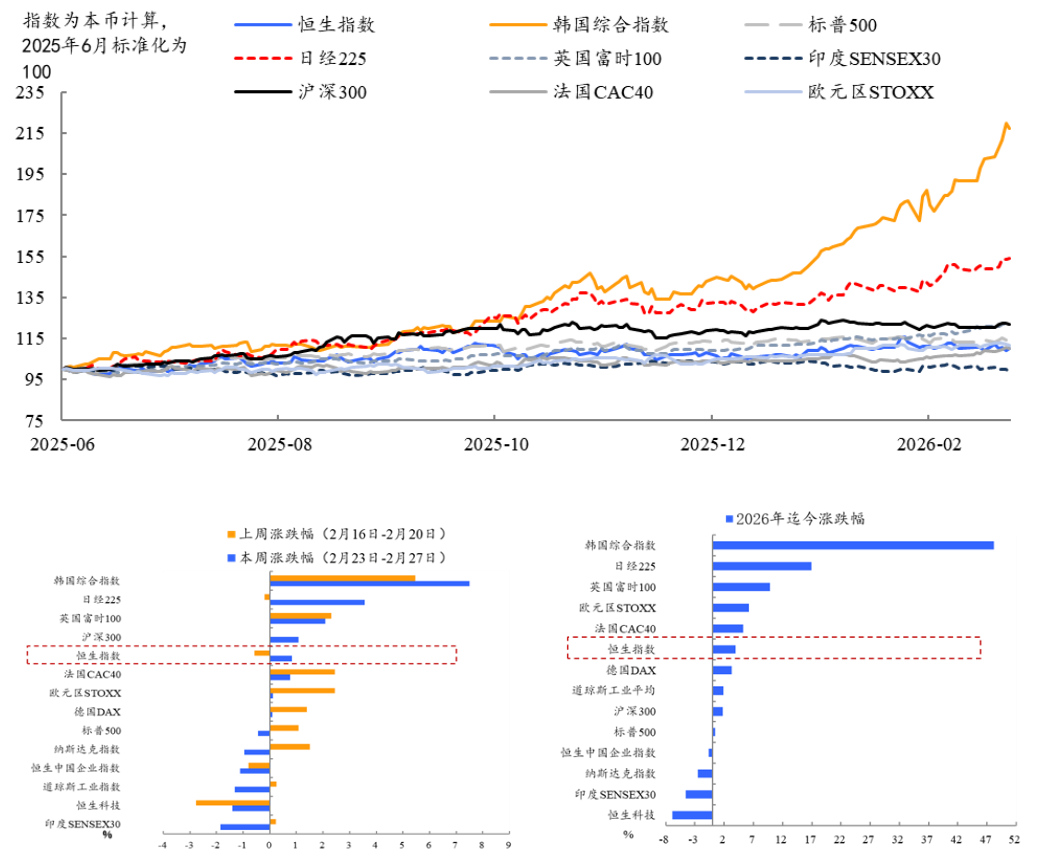 指数为本币计算，
2025年6月标准化为
100
恒生指数
韩国综合指数
标普500
日经225
英国富时100
印度SENSEX30
沪深300
法国CAC40
欧元区STOXX
235
215
195
175
155
135
115
95
75
2025-06
2025-08
2025-10
2025-12
2026-02
上周涨跌幅（2月16日-2月20日）
本周涨跌幅（2月23日-2月27日）
韩国综合指数
日经225
英国富时100
沪深300
恒生指数
法国CAC40
欧元区STOXX
德国DAX
标普500
纳斯达克指数
恒生中国企业指数
道琼斯工业指数
恒生科技
印度SENSEX30
%
-4 -3 -2 -1 0 1 2 3 4 5 6 7 8 9
2026年迄今涨跌幅
韩国综合指数
日经225
英国富时100
欧元区STOXX
法国CAC40
恒生指数
德国DAX
道琼斯工业平均
沪深300
标普500
恒生中国企业指数
纳斯达克指数
印度SENSEX30
恒生科技
%
-8 -3 2 7 12 17 22 27 32 37 42 47 52